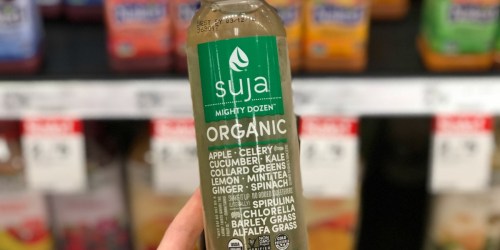 suja
MIGHTY DOZEN™
ORGANIC
APPLE · CELERY
CUCUMBER · KALE
COLLARD GREENS
LEMON · MINT TEA
GINGER · SPINACH
SPIRULINA
CHLORELLA
BARLEY GRASS
ALFALFA GRASS